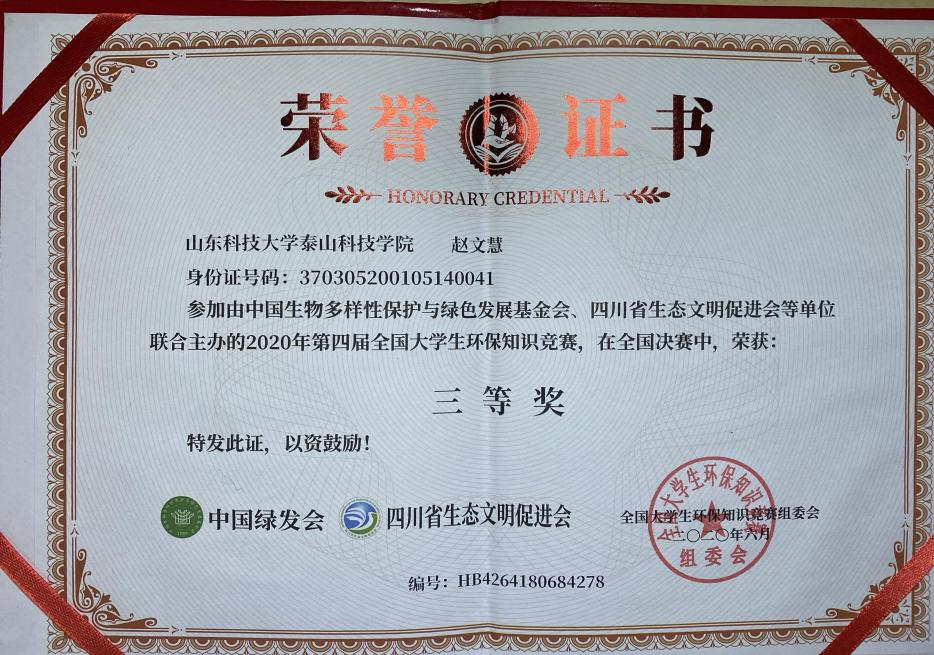 荣誉证书
HONORARY CREDENTIAL
山东科技大学泰山科技学院 赵文慧
身份证号码：370305200105140041
参加由中国生物多样性保护与绿色发展基金会、四川省生态文明促进会等单位
联合主办的2020年第四届全国大学生环保知识竞赛，在全国决赛中，荣获：
三等奖
特发此证，以资鼓励！
中国绿发会 四川省生态文明促进会
全国大学生环保知识竞赛组委会
二〇二〇年六月
全国大学生环保知识竞赛
组委会
编号：HB4264180684278